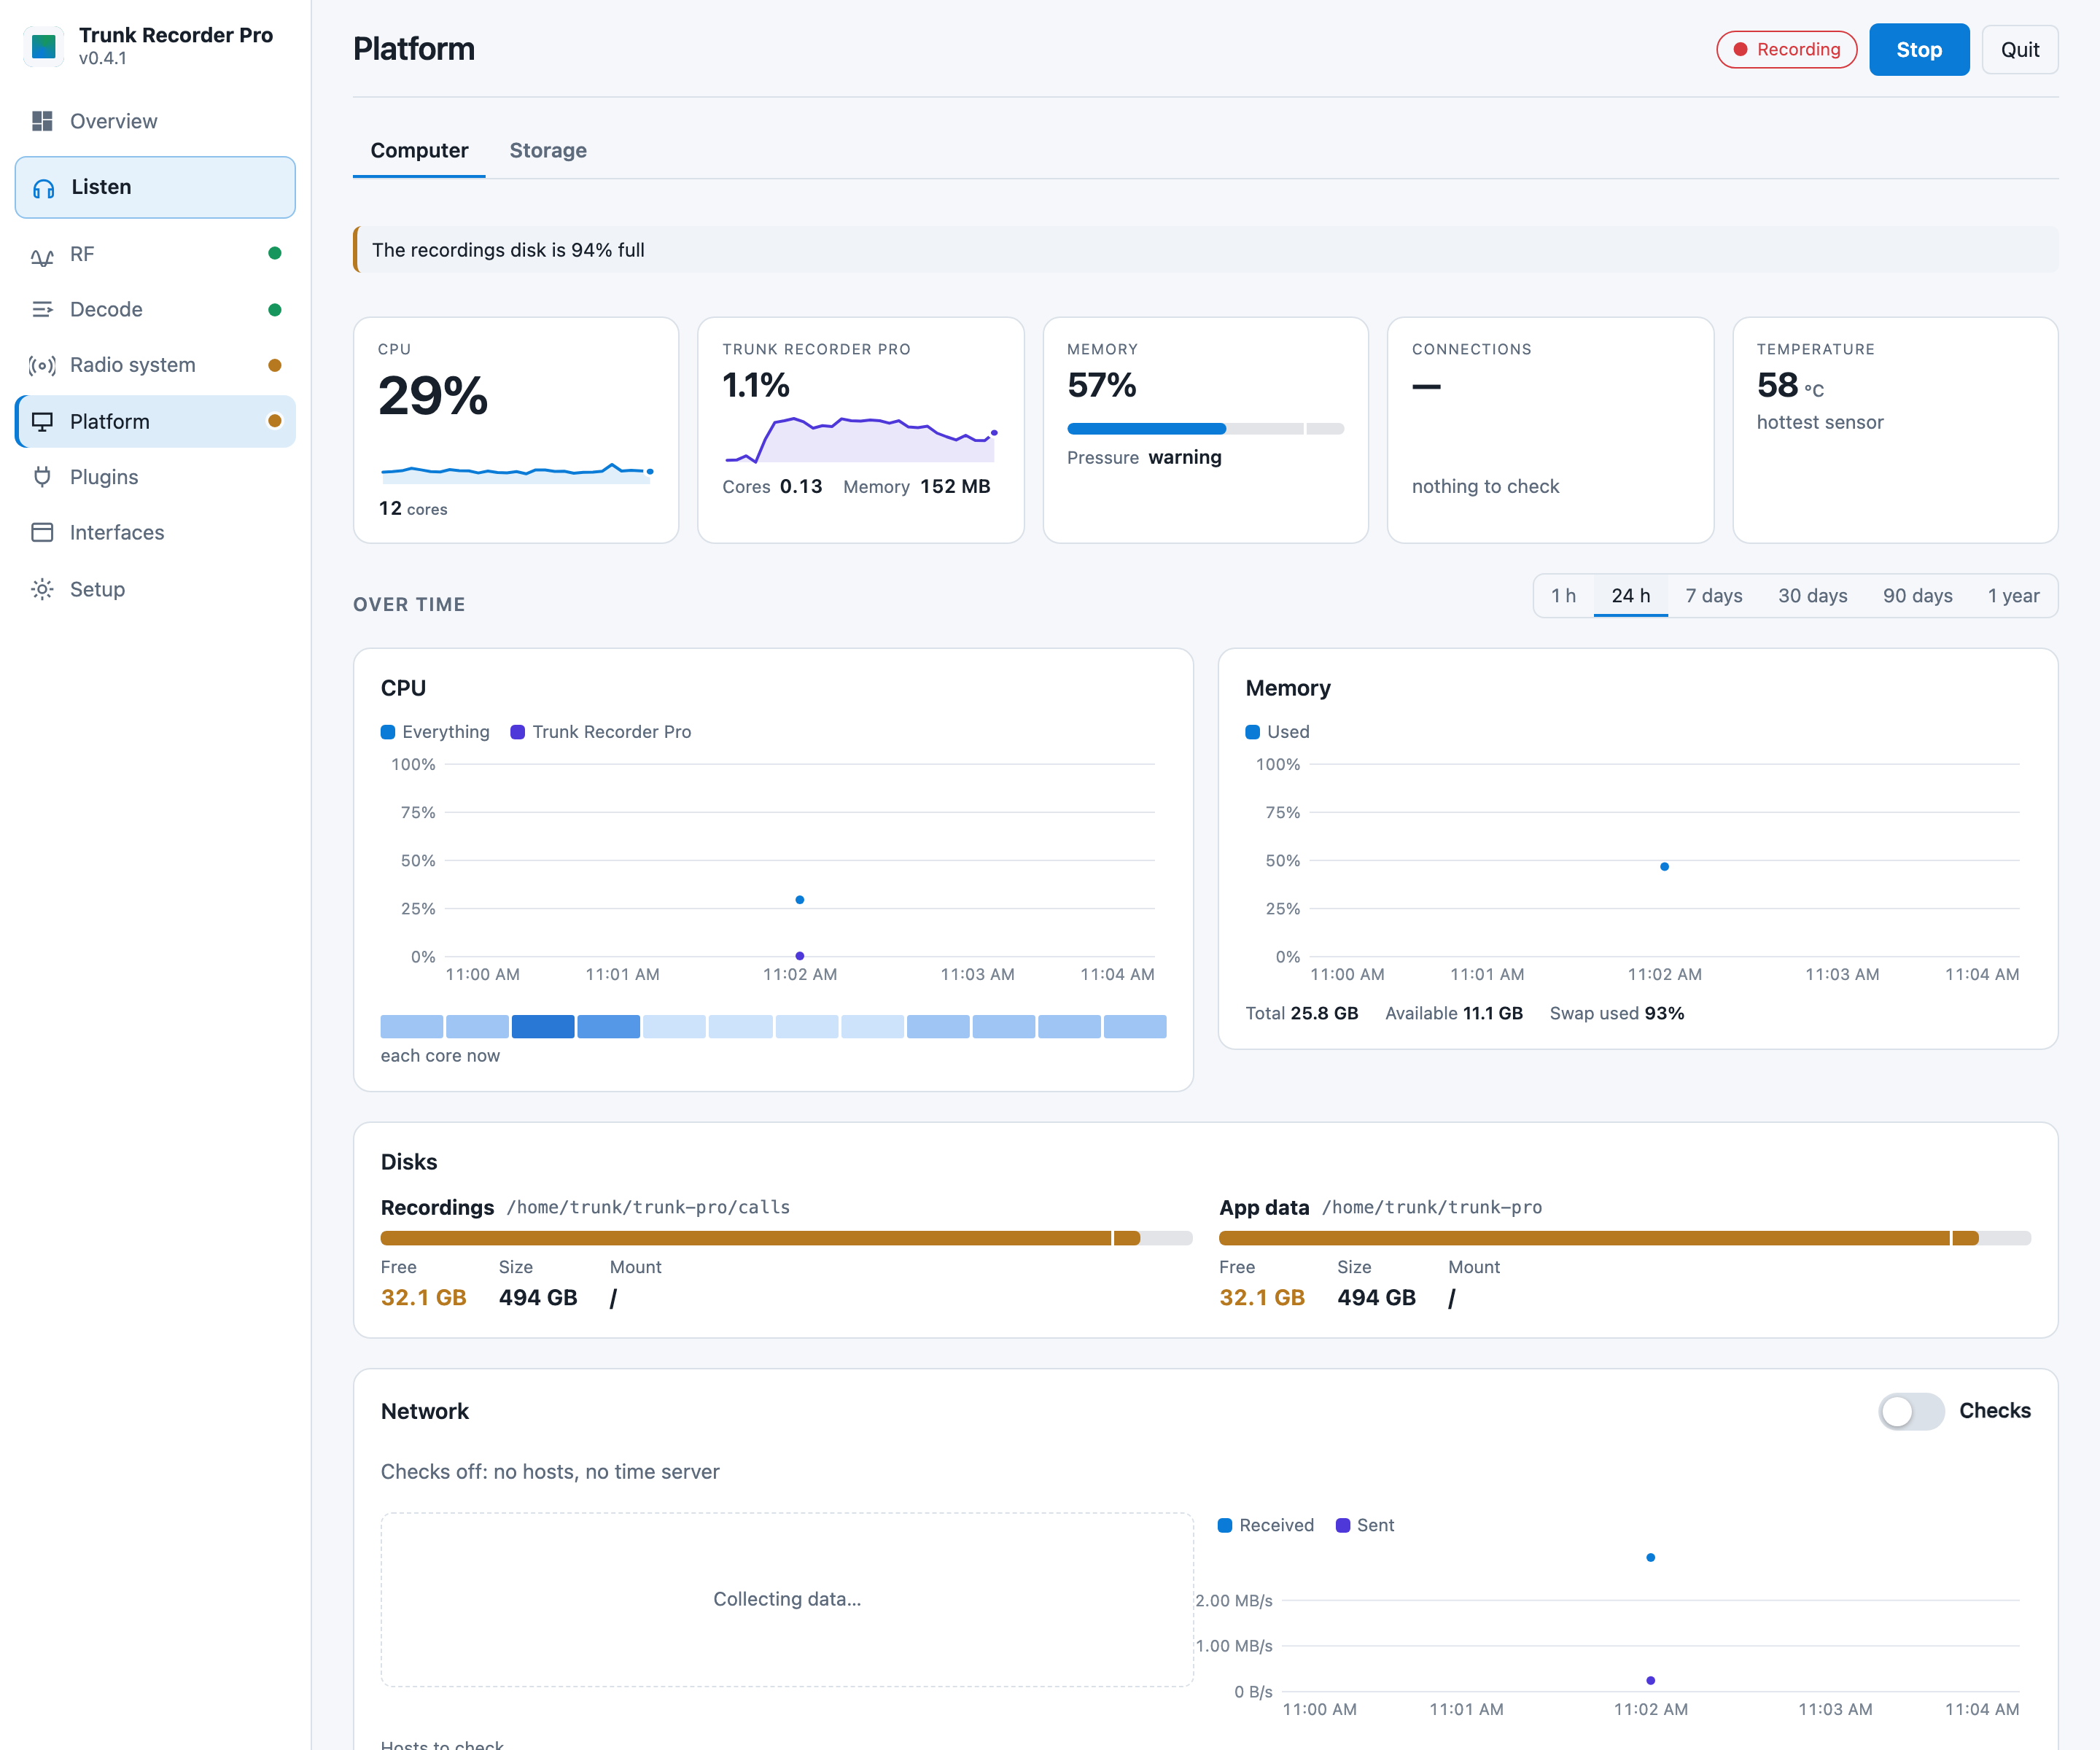 Trunk Recorder Pro
v0.4.1
Overview
Listen
RF
Decode
Radio system
Platform
Plugins
Interfaces
Setup
Platform
Recording
Stop
Quit
Computer
Storage
The recordings disk is 94% full
CPU
29%
12 cores
TRUNK RECORDER PRO
1.1%
Cores 0.13 Memory 152 MB
MEMORY
57%
Pressure warning
CONNECTIONS
—
nothing to check
TEMPERATURE
58 °C
hottest sensor
OVER TIME
1 h 24 h 7 days 30 days 90 days 1 year
CPU
Everything Trunk Recorder Pro
100%
75%
50%
25%
0%
11:00 AM 11:01 AM 11:02 AM 11:03 AM 11:04 AM
each core now
Memory
Used
100%
75%
50%
25%
0%
11:00 AM 11:01 AM 11:02 AM 11:03 AM 11:04 AM
Total 25.8 GB Available 11.1 GB Swap used 93%
Disks
Recordings /home/trunk/trunk-pro/calls
Free Size Mount
32.1 GB 494 GB /
App data /home/trunk/trunk-pro
Free Size Mount
32.1 GB 494 GB /
Network
Checks
Checks off: no hosts, no time server
Collecting data...
Received Sent
2.00 MB/s
1.00 MB/s
0 B/s
11:00 AM 11:01 AM 11:02 AM 11:03 AM 11:04 AM
Hosts to check